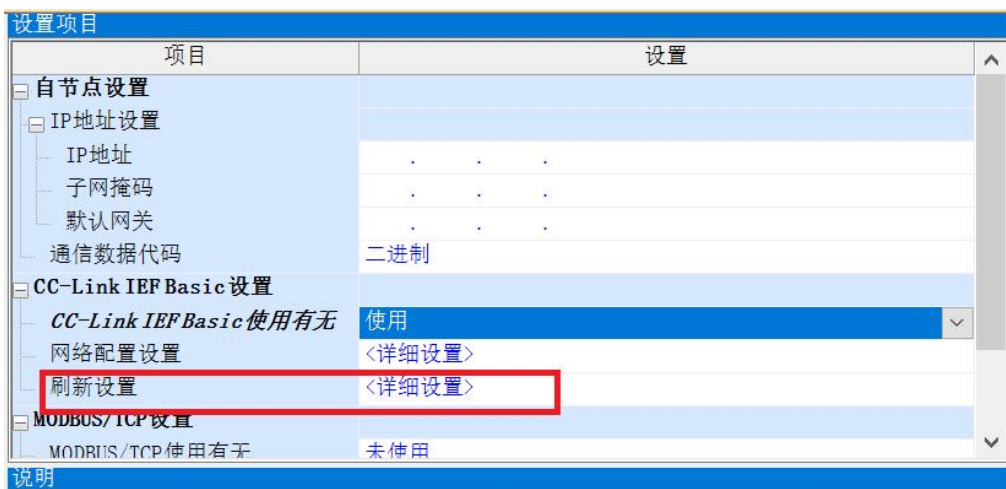 设置项目
项目 设置
自节点设置
IP地址设置
IP地址 . . .
子网掩码 . . .
默认网关 . . .
通信数据代码 二进制
CC-Link IEF Basic设置
CC-Link IEF Basic使用有无 使用
网络配置设置 <详细设置>
刷新设置 <详细设置>
MODBUS/TCP设置
MODBUS/TCP使用有无 未使用
说明